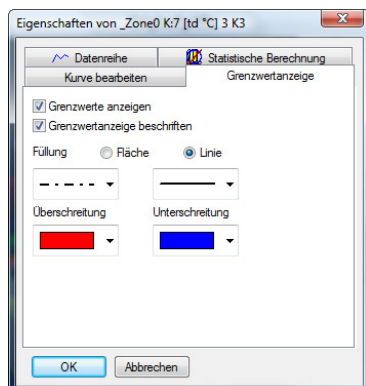 Eigenschaften von _Zone0 K:7 [td °C] 3 K3
Datenreihe
Statistische Berechnung
Kurve bearbeiten
Grenzwertanzeige
Grenzwerte anzeigen
Grenzwertanzeige beschriften
Füllung
Fläche
Linie
Überschreitung
Unterschreitung
OK
Abbrechen